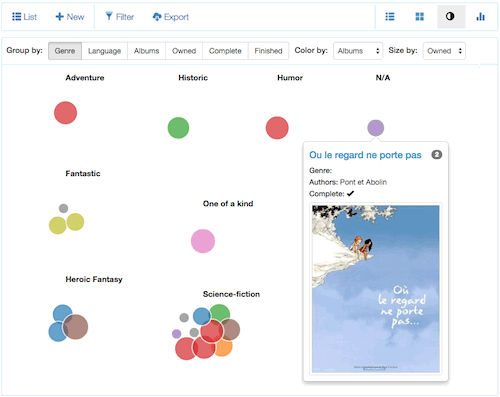 List New Filter Export
Group by: Genre Language Albums Owned Complete Finished Color by: Albums Size by: Owned
Adventure Historic Humor N/A
Ou le regard ne porte pas 2
Genre:
Authors: Pont et Abolin
Complete: ✔
Fantastic
One of a kind
Où
le regard
ne porte
pas...
Heroic Fantasy
Science-fiction